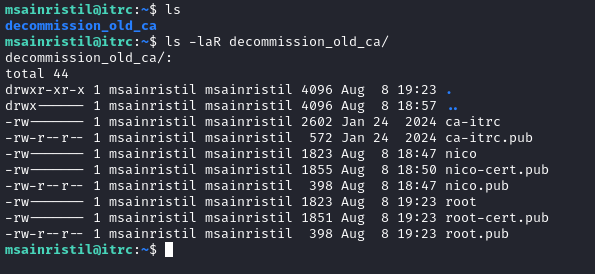 msainristil@itrc:~$ ls
decommission_old_ca
msainristil@itrc:~$ ls -laR decommission_old_ca/
decommission_old_ca/:
total 44
drwxr-xr-x 1 msainristil msainristil 4096 Aug  8 19:23 .
drwx------ 1 msainristil msainristil 4096 Aug  8 18:57 ..
-rw------- 1 msainristil msainristil 2602 Jan 24  2024 ca-itrc
-rw-r--r-- 1 msainristil msainristil  572 Jan 24  2024 ca-itrc.pub
-rw------- 1 msainristil msainristil 1823 Aug  8 18:47 nico
-rw------- 1 msainristil msainristil 1855 Aug  8 18:50 nico-cert.pub
-rw-r--r-- 1 msainristil msainristil  398 Aug  8 18:47 nico.pub
-rw------- 1 msainristil msainristil 1823 Aug  8 19:23 root
-rw------- 1 msainristil msainristil 1851 Aug  8 19:23 root-cert.pub
-rw-r--r-- 1 msainristil msainristil  398 Aug  8 19:23 root.pub
msainristil@itrc:~$